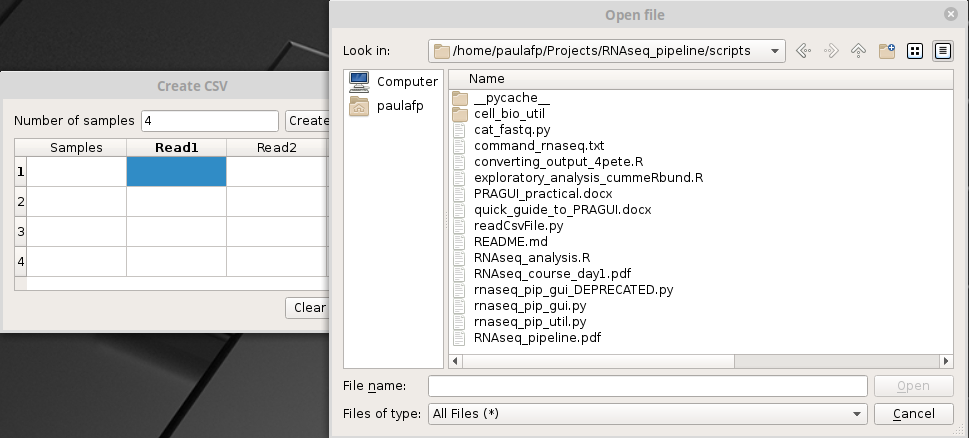 Create CSV
Number of samples 4 Create
Samples Read1 Read2
1
2
3
4
Clear
Open file
Look in: /home/paulafp/Projects/RNAseq_pipeline/scripts
Computer
paulafp
Name
__pycache__
cell_bio_util
cat_fastq.py
command_rnaseq.txt
converting_output_4pete.R
exploratory_analysis_cummeRbund.R
PRAGUI_practical.docx
quick_guide_to_PRAGUI.docx
readCsvFile.py
README.md
RNAseq_analysis.R
RNAseq_course_day1.pdf
rnaseq_pip_gui_DEPRECATED.py
rnaseq_pip_gui.py
rnaseq_pip_util.py
RNAseq_pipeline.pdf
File name: Open
Files of type: All Files (*) Cancel